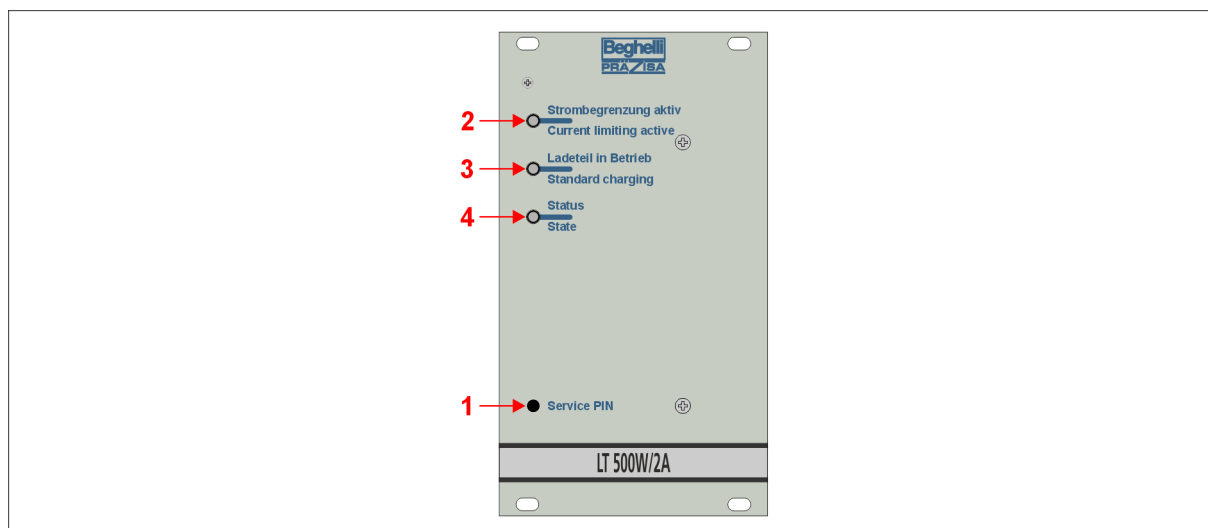 Beghelli
PRÄZISA
2
Strombegrenzung aktiv
Current limiting active
3
Ladeteil in Betrieb
Standard charging
4
Status
State
1
Service PIN
LT 500W/2A